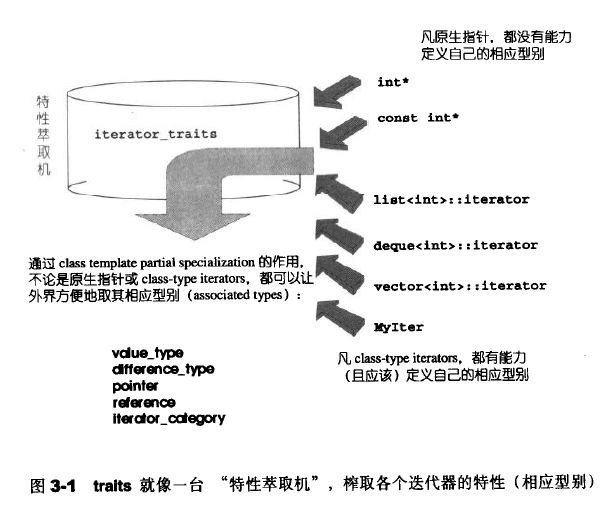 凡原生指针，都没有能力
定义自己的相应型别
特性萃取机
iterator_traits
int*
const int*
list<int>::iterator
deque<int>::iterator
vector<int>::iterator
MyIter
通过 class template partial specialization 的作用，
不论是原生指针或 class-type iterators，都可以让
外界方便地取其相应型别（associated types）：
凡 class-type iterators，都有能力
（且应该）定义自己的相应型别
value_type
difference_type
pointer
reference
iterator_category
图 3-1 traits 就像一台 “特性萃取机”，榨取各个迭代器的特性（相应型别）